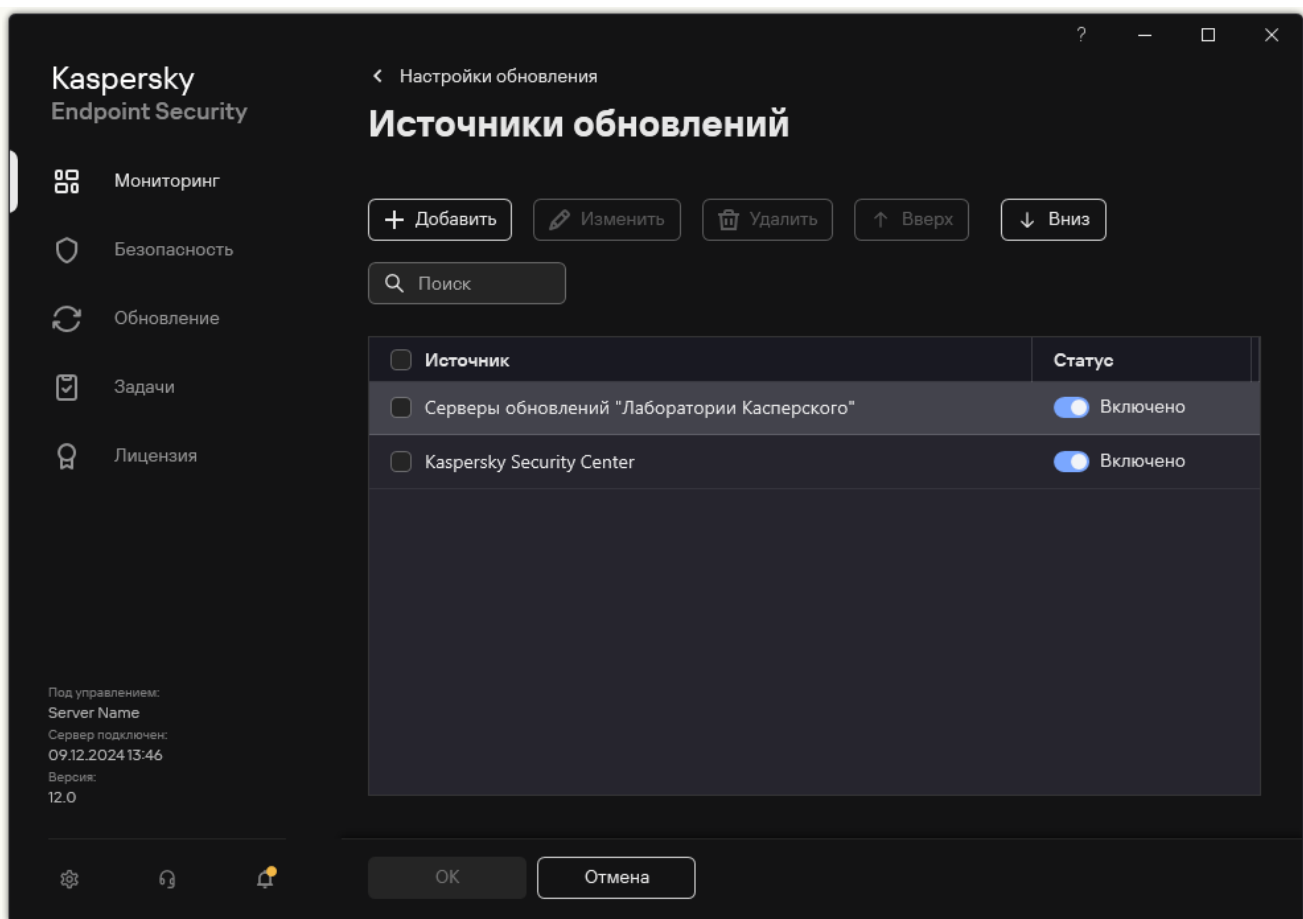 ?
Kaspersky
Endpoint Security
Мониторинг
Безопасность
Обновление
Задачи
Лицензия
Под управлением:
Server Name
Сервер подключен:
09.12.2024 13:46
Версия:
12.0
Настройки обновления
Источники обновлений
Добавить Изменить Удалить Вверх Вниз
Поиск
Источник Статус
Серверы обновлений "Лаборатории Касперского" Включено
Kaspersky Security Center Включено
ОК Отмена